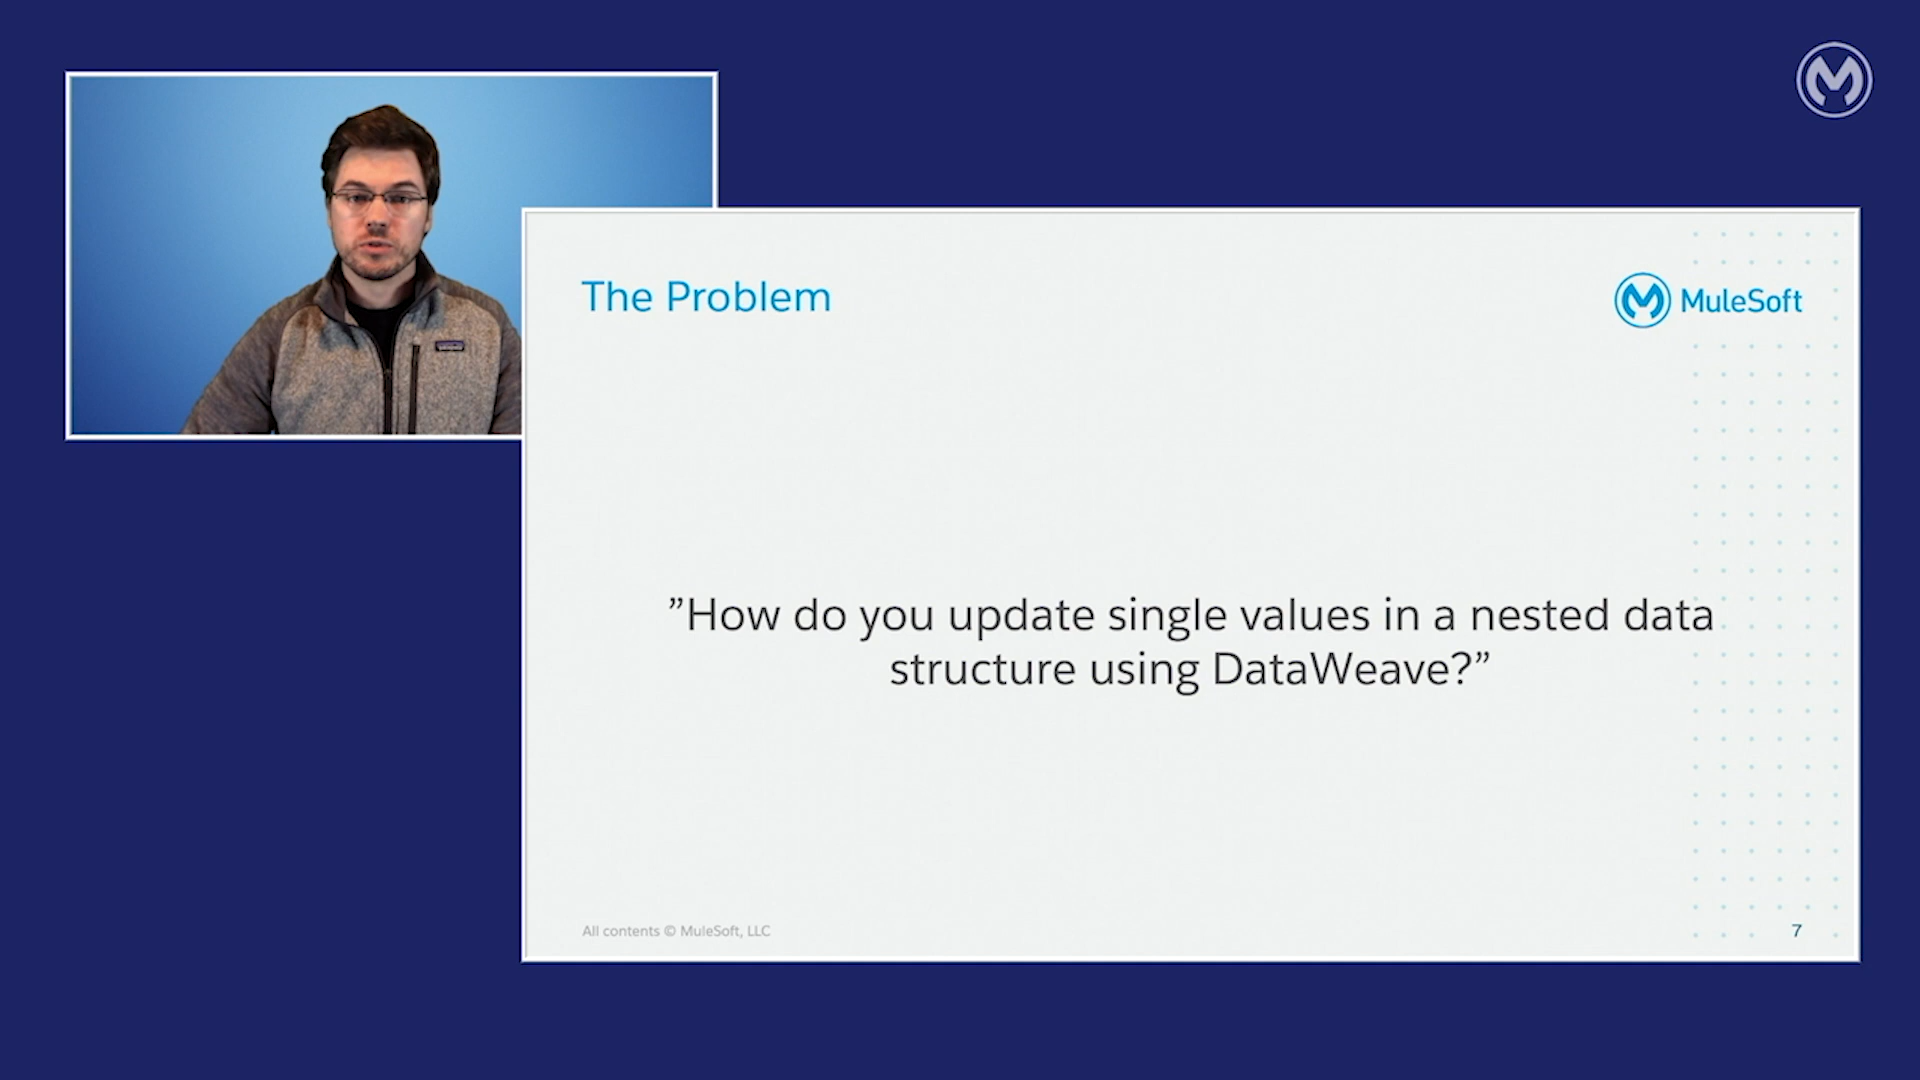 The Problem
MuleSoft
”How do you update single values in a nested data
structure using DataWeave?”
All contents © MuleSoft, LLC
7